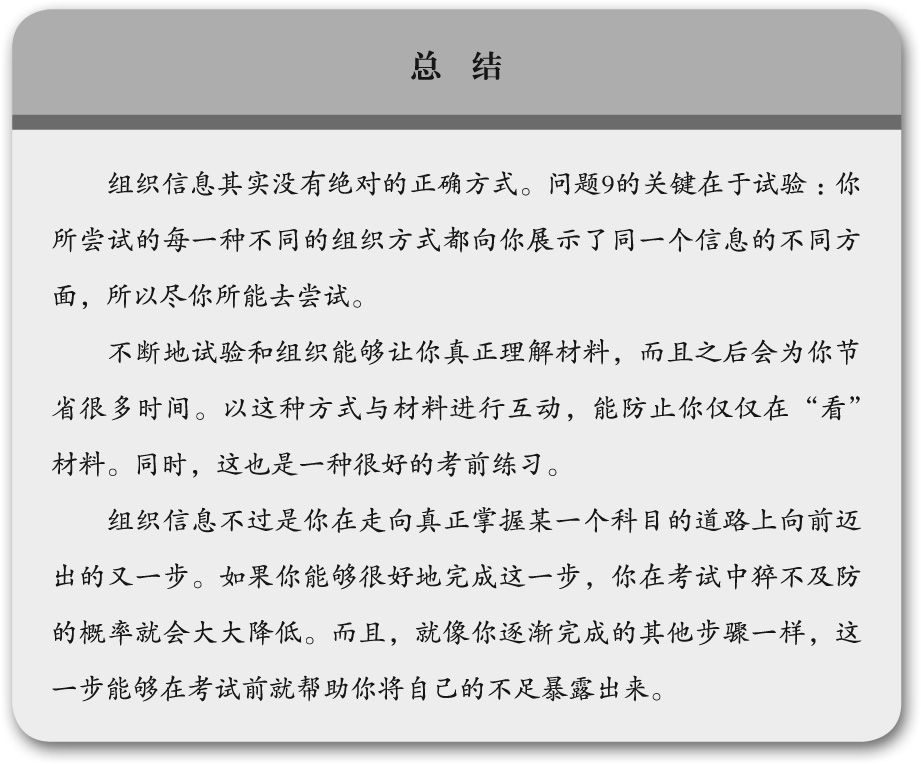 总 结
组织信息其实没有绝对的正确方式。问题9的关键在于试验：你
所尝试的每一种不同的组织方式都向你展示了同一个信息的不同方
面，所以尽你所能去尝试。
不断地试验和组织能够让你真正理解材料，而且之后会为你节
省很多时间。以这种方式与材料进行互动，能防止你仅仅在“看”
材料。同时，这也是一种很好的考前练习。
组织信息不过是你在走向真正掌握某一个科目的道路上向前迈
出的又一步。如果你能够很好地完成这一步，你在考试中猝不及防
的概率就会大大降低。而且，就像你逐渐完成的其他步骤一样，这
一步能够在考试前就帮助你将自己的不足暴露出来。